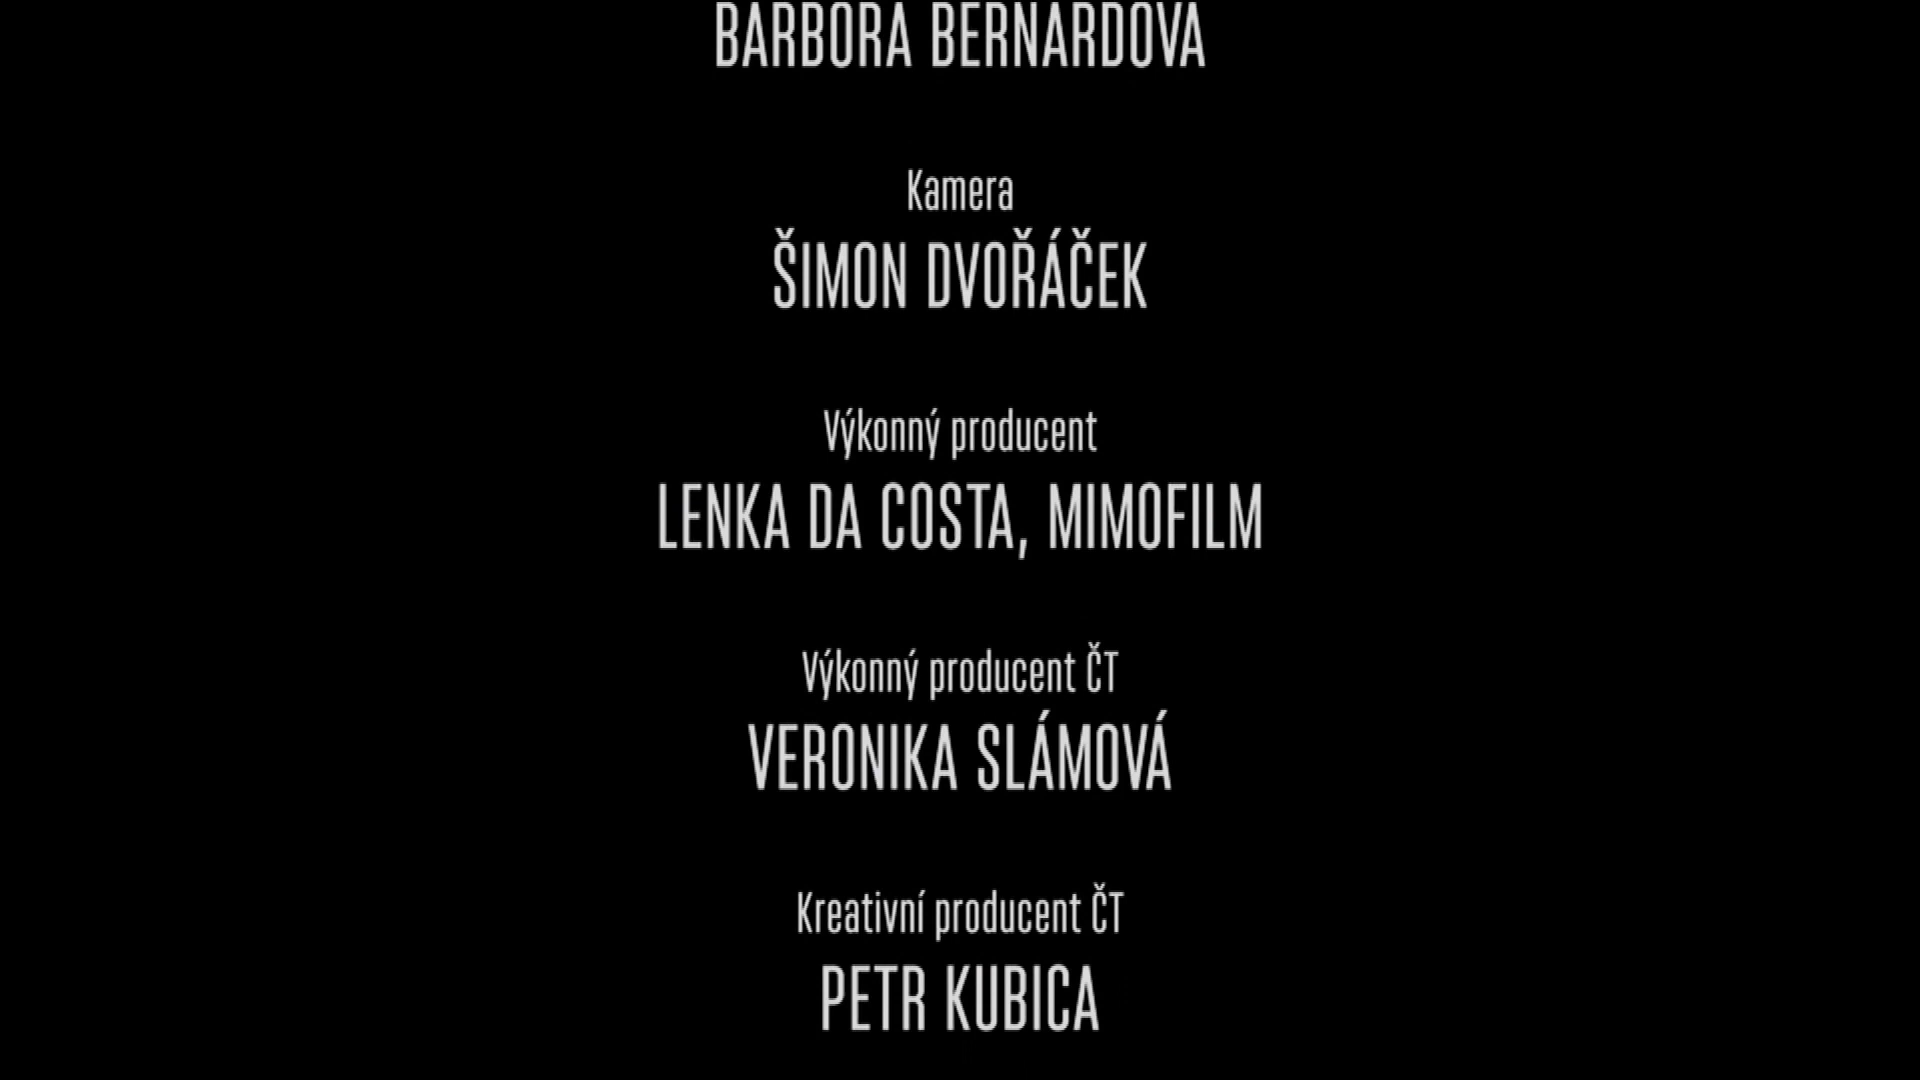 BARBORA BERNARDOVA
Kamera
ŠIMON DVOŘÁČEK
Výkonný producent
LENKA DA COSTA, MIMOFILM
Výkonný producent ČT
VERONIKA SLÁMOVÁ
Kreativní producent ČT
PETR KUBICA